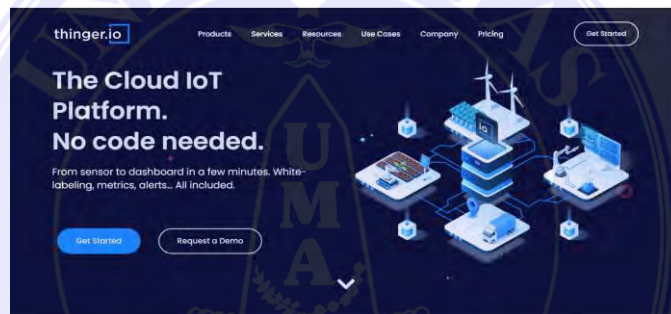 thinger.io
Products Services Resources Use Cases Company Pricing Get Started
The Cloud IoT
Platform.
No code needed.
From sensor to dashboard in a few minutes. White-
labeling, metrics, alerts... All included.
Get Started Request a Demo
io
U
M
A